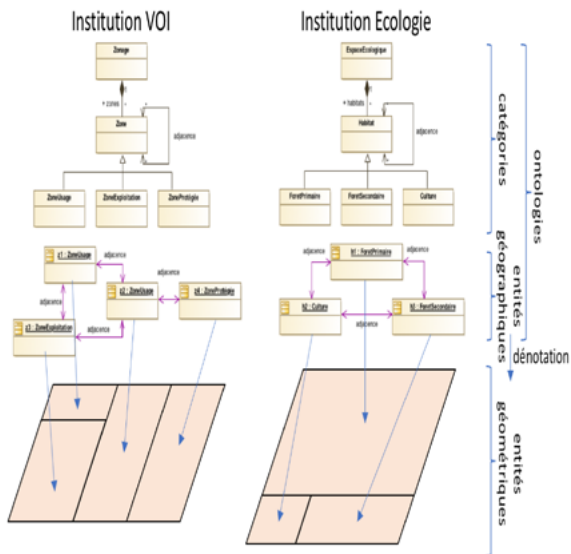 Institution VOI
Institution Ecologie
Zonage
+ zones
Zone
adjacence
ZoneUsage
ZoneExploitation
ZoneProtégée
z1 : ZoneUsage
adjacence
adjacence
z2 : ZoneUsage
adjacence
z4 : ZoneProtégée
z3 : ZoneExploitation
adjacence
EspaceEcologique
+ habitats
Habitat
adjacence
ForetPrimaire
ForetSecondaire
Culture
h1 : ForetPrimaire
adjacence
adjacence
h2 : Culture
adjacence
h3 : ForetSecondaire
catégories
ontologies
entités
géographiques
dénotation
entités
géométriques